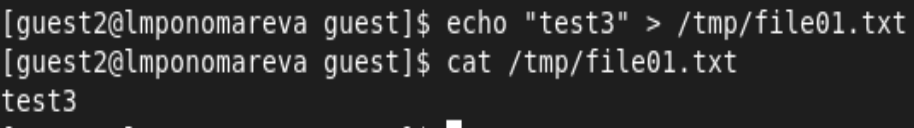 [guest2@lmponomareva guest]$ echo "test3" > /tmp/file01.txt
[guest2@lmponomareva guest]$ cat /tmp/file01.txt
test3